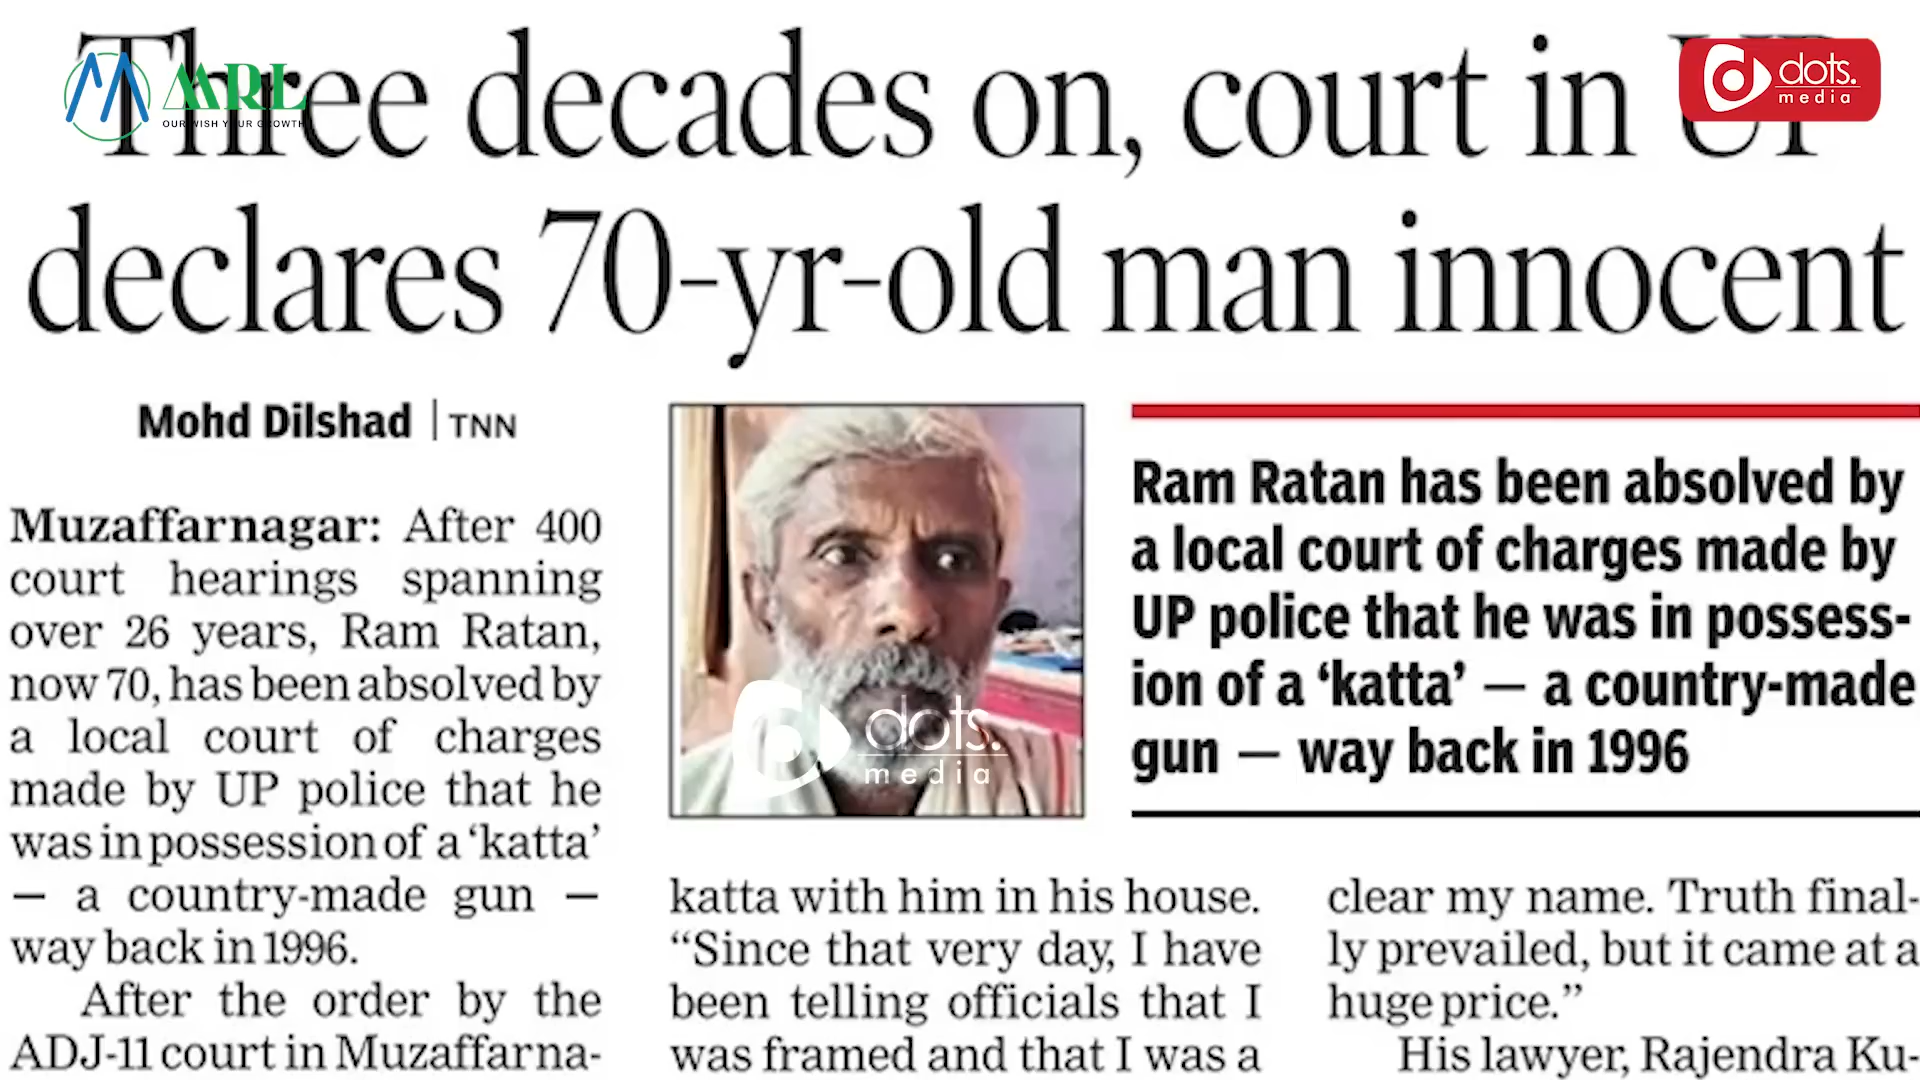 Three decades on, court in UP
declares 70-yr-old man innocent
MRL
OUR WISH YOUR GROWTH
dots.
media
Mohd Dilshad | TNN
Muzaffarnagar: After 400
court hearings spanning
over 26 years, Ram Ratan,
now 70, has been absolved by
a local court of charges
made by UP police that he
was in possession of a ‘katta’
— a country-made gun —
way back in 1996.
After the order by the
ADJ-11 court in Muzaffarna-
dots.
media
Ram Ratan has been absolved by
a local court of charges made by
UP police that he was in possess-
ion of a ‘katta’ — a country-made
gun — way back in 1996
katta with him in his house.
“Since that very day, I have
been telling officials that I
was framed and that I was a
clear my name. Truth final-
ly prevailed, but it came at a
huge price.”
His lawyer, Rajendra Ku-